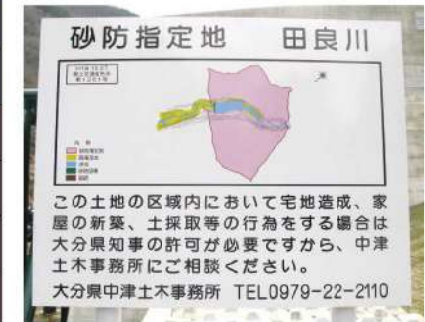 砂防指定地 田良川
この土地の区域内において宅地造成、家
屋の新築、土採取等の行為をする場合は
大分県知事の許可が必要ですから、中津
土木事務所にご相談ください。
大分県中津土木事務所 TEL0979-22-2110